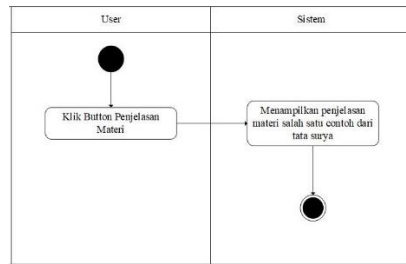 User
Sistem
Klik Button Penjelasan
Materi
Menampilkan penjelasan
materi salah satu contoh dari
tata surya